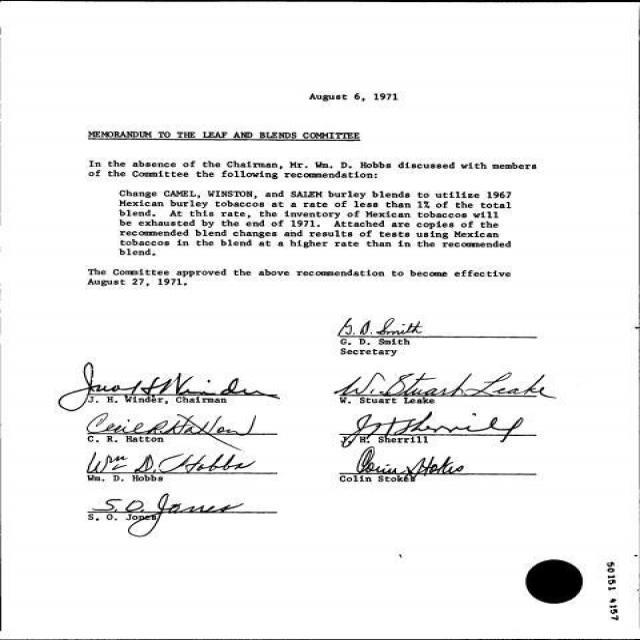 August 6, 1971
MEMORANDUM TO THE LEAF AND BLENDS COMMITTEE
In the absence of the Chairman, Mr. Wm. D. Hobbs discussed with members
of the Committee the following recommendation:
Change CAMEL, WINSTON, and SALEM burley blends to utilize 1967
Mexican burley tobaccos at a rate of less than 1% of the total
blend. At this rate, the inventory of Mexican tobaccos will
be exhausted by the end of 1971. Attached are copies of the
recommended blend changes and results of tests using Mexican
tobaccos in the blend at a higher rate than in the recommended
blend.
The Committee approved the above recommendation to become effective
August 27, 1971.
G. D. Smith
G. D. Smith
Secretary
Jno H Winder
J. H. Winder, Chairman
W. Stuart Leake
W. Stuart Leake
Cecil R Hatton
C. R. Hatton
J H Sherrill
J. H. Sherrill
Wm D. Hobbs
Wm. D. Hobbs
Colin Stokes
Colin Stokes
S. O. Jones
S. O. Jones
50151 4157